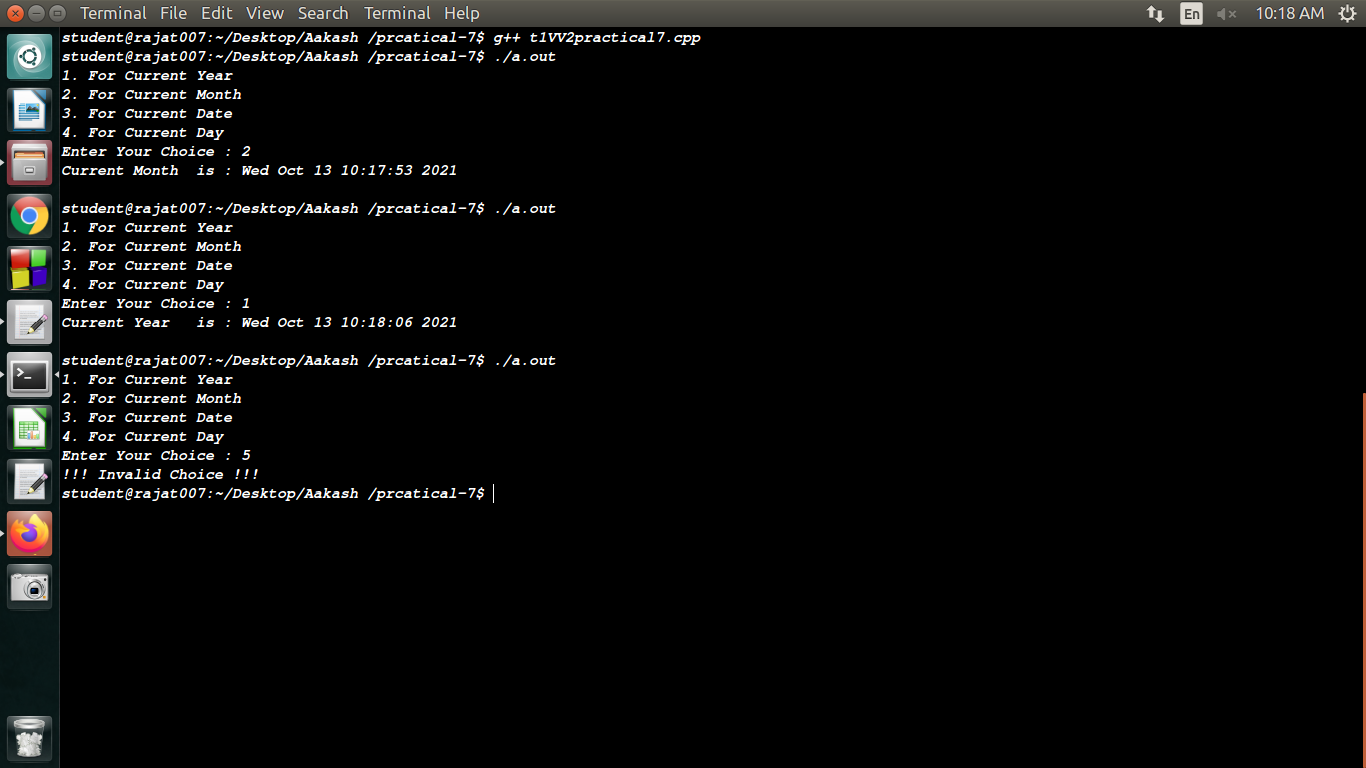 Terminal File Edit View Search Terminal Help En 10:18 AM
student@rajat007:~/Desktop/Aakash /prcatical-7$ g++ t1VV2practical7.cpp
student@rajat007:~/Desktop/Aakash /prcatical-7$ ./a.out
1. For Current Year
2. For Current Month
3. For Current Date
4. For Current Day
Enter Your Choice : 2
Current Month  is : Wed Oct 13 10:17:53 2021
student@rajat007:~/Desktop/Aakash /prcatical-7$ ./a.out
1. For Current Year
2. For Current Month
3. For Current Date
4. For Current Day
Enter Your Choice : 1
Current Year   is : Wed Oct 13 10:18:06 2021
student@rajat007:~/Desktop/Aakash /prcatical-7$ ./a.out
1. For Current Year
2. For Current Month
3. For Current Date
4. For Current Day
Enter Your Choice : 5
!!! Invalid Choice !!!
student@rajat007:~/Desktop/Aakash /prcatical-7$